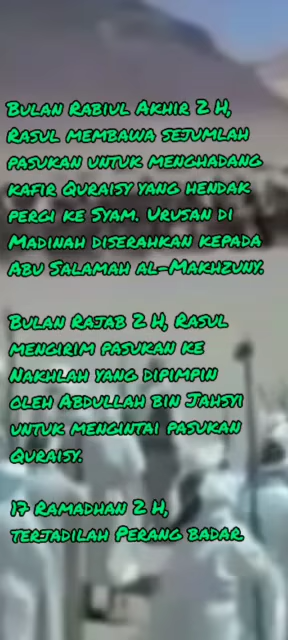 Bulan Rabiul Akhir 2 H,
Rasul membawa sejumlah
pasukan untuk menghadang
kafir Quraisy yang hendak
pergi ke Syam. Urusan di
Madinah diserahkan kepada
Abu Salamah al-Makhzuny.
Bulan Rajab 2 H, Rasul
mengirim pasukan ke
Nakhlah yang dipimpin
oleh Abdullah bin Jahsyi
untuk mengintai pasukan
Quraisy.
17 Ramadhan 2 H,
terjadilah Perang badar.